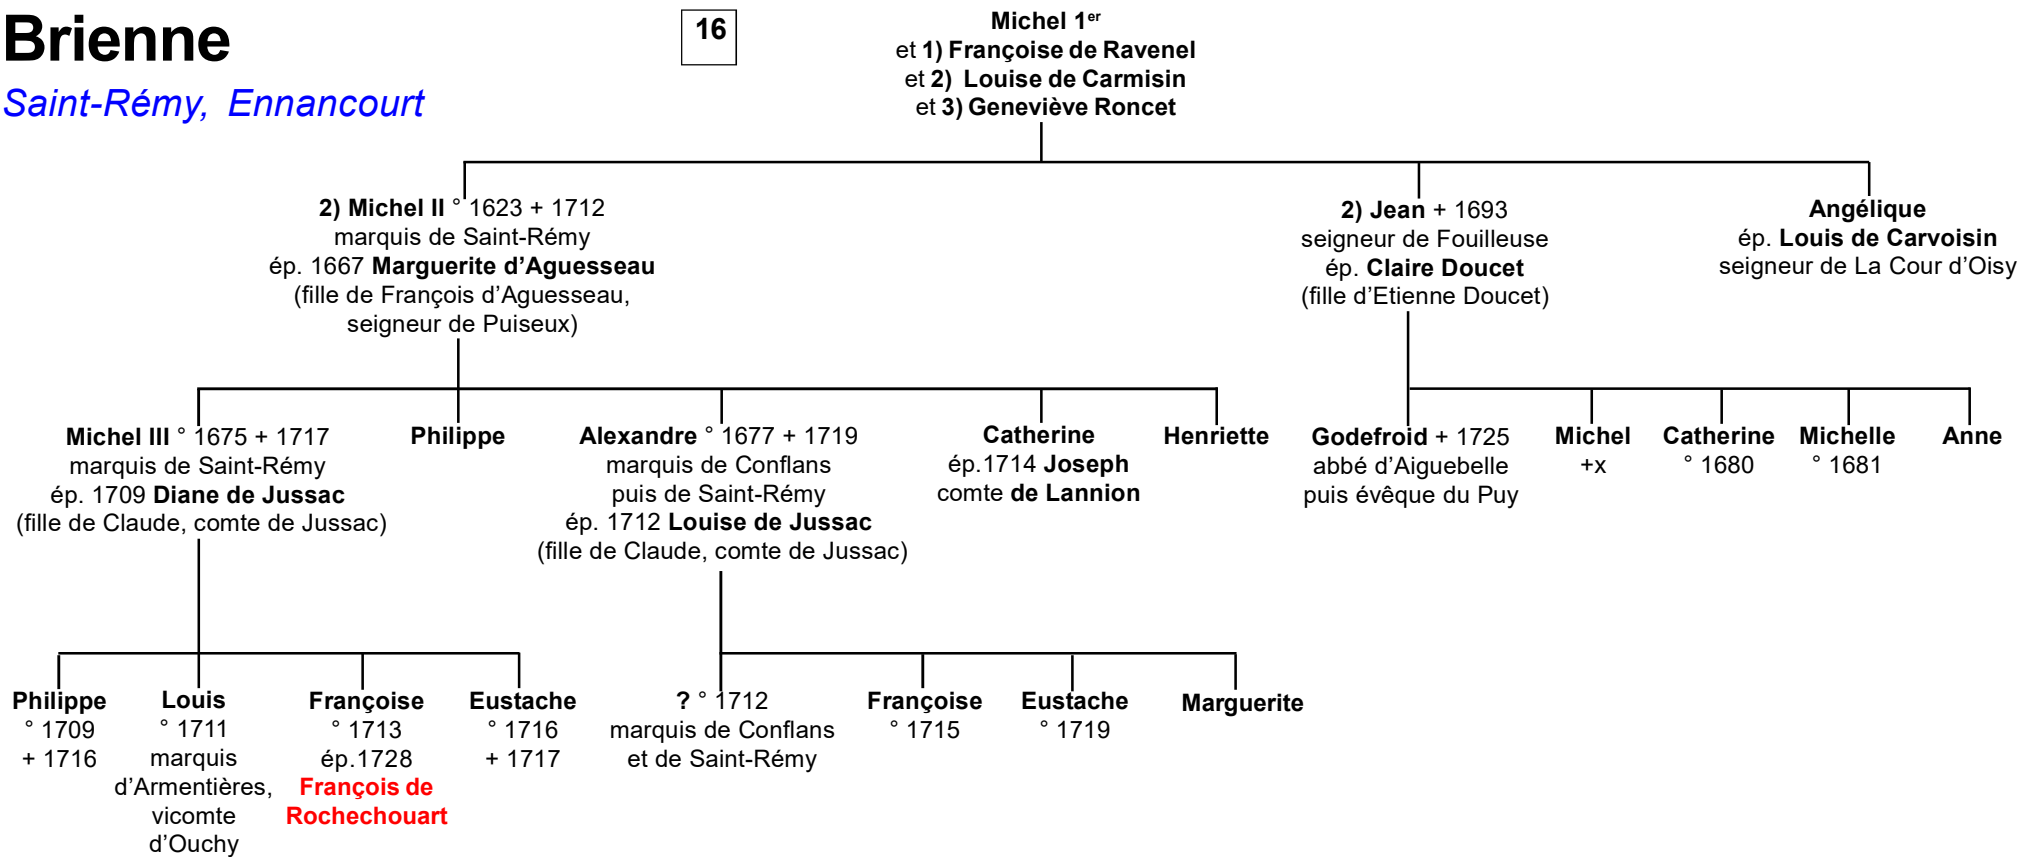 Brienne
Saint-Rémy, Ennancourt
16
Michel 1er
et 1) Françoise de Ravenel
et 2) Louise de Carmisin
et 3) Geneviève Roncet
2) Michel II ° 1623 + 1712
marquis de Saint-Rémy
ép. 1667 Marguerite d’Aguesseau
(fille de François d’Aguesseau,
seigneur de Puiseux)
2) Jean + 1693
seigneur de Fouilleuse
ép. Claire Doucet
(fille d’Etienne Doucet)
Angélique
ép. Louis de Carvoisin
seigneur de La Cour d’Oisy
Michel III ° 1675 + 1717
marquis de Saint-Rémy
ép. 1709 Diane de Jussac
(fille de Claude, comte de Jussac)
Philippe
Alexandre ° 1677 + 1719
marquis de Conflans
puis de Saint-Rémy
ép. 1712 Louise de Jussac
(fille de Claude, comte de Jussac)
Catherine
ép.1714 Joseph
comte de Lannion
Henriette
Godefroid + 1725
abbé d’Aiguebelle
puis évêque du Puy
Michel
+x
Catherine
° 1680
Michelle
° 1681
Anne
Philippe
° 1709
+ 1716
Louis
° 1711
marquis
d’Armentières,
vicomte
d’Ouchy
Françoise
° 1713
ép.1728
François de
Rochechouart
Eustache
° 1716
+ 1717
? ° 1712
marquis de Conflans
et de Saint-Rémy
Françoise
° 1715
Eustache
° 1719
Marguerite